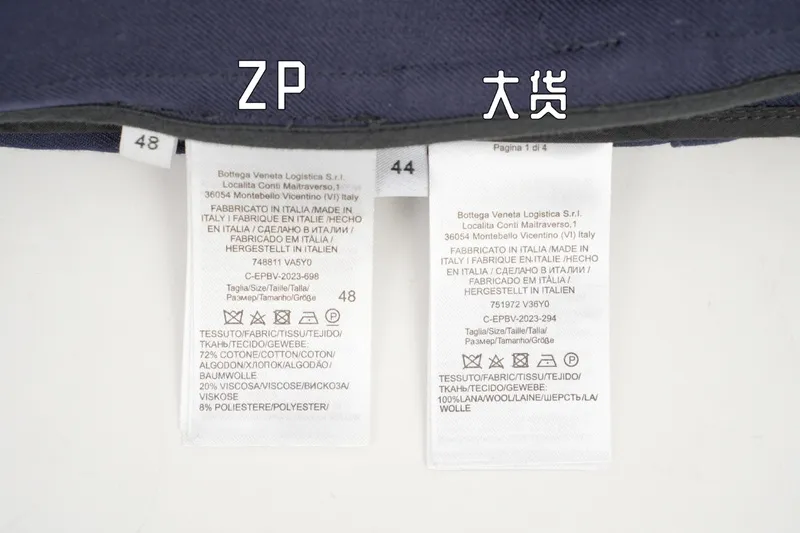 ZP
大货
48
Bottega Veneta Logistica S.r.l.
Localita Conti Maltraverso,1
36054 Montebello Vicentino (VI) Italy
FABBRICATO IN ITALIA /MADE IN
ITALY I FABRIQUE EN ITALIE /HECHO
EN ITALIA / СДЕЛАНО В ИТАЛИИ /
FABRICADO EM ITÀLIA /
HERGESTELLT IN ITALIEN
748811 VA5Y0
C-EPBV-2023-698
Taglia/Size/Taille/Talla/
Размер/Tamanho/Größe 48
TESSUTO/FABRIC/TISSU/TEJIDO/
ТКАНЬ/TECIDO/GEWEBE:
72% COTONE/COTTON/COTON/
ALGODON/ХЛОПОК/ALGODÃO/
BAUMWOLLE
20% VISCOSA/VISCOSE/ВИСКОЗА/
VISKOSE
8% POLIESTERE/POLYESTER/
44
Pagina 1 di 4
Bottega Veneta Logistica S.r.l.
Localita Conti Maltraverso,1
36054 Montebello Vicentino (VI) Italy
FABBRICATO IN ITALIA /MADE IN
ITALY I FABRIQUE EN ITALIE /HECHO
EN ITALIA / СДЕЛАНО В ИТАЛИИ /
FABRICADO EM ITÀLIA /
HERGESTELLT IN ITALIEN
751972 V36Y0
C-EPBV-2023-294
Taglia/Size/Taille/Talla/
Размер/Tamanho/Größe
TESSUTO/FABRIC/TISSU/TEJIDO/
ТКАНЬ/TECIDO/GEWEBE:
100%LANA/WOOL/LAINE/ШЕРСТЬ/LA/
WOLLE